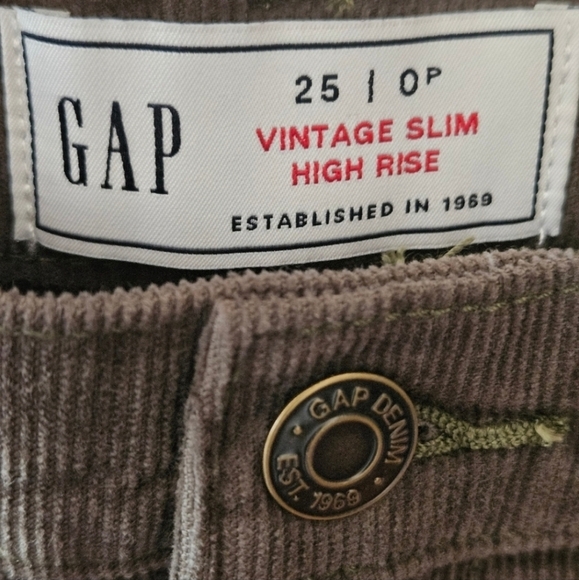 GAP
25 | 0P
VINTAGE SLIM
HIGH RISE
ESTABLISHED IN 1969
· GAP DENIM ·
EST. 1969